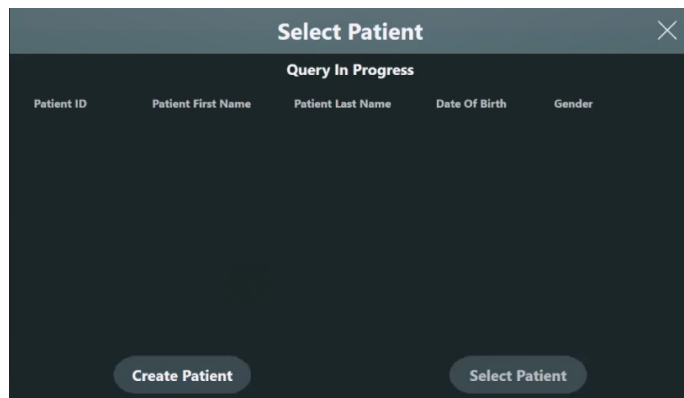 Select Patient
Query In Progress
Patient ID Patient First Name Patient Last Name Date Of Birth Gender
Create Patient Select Patient